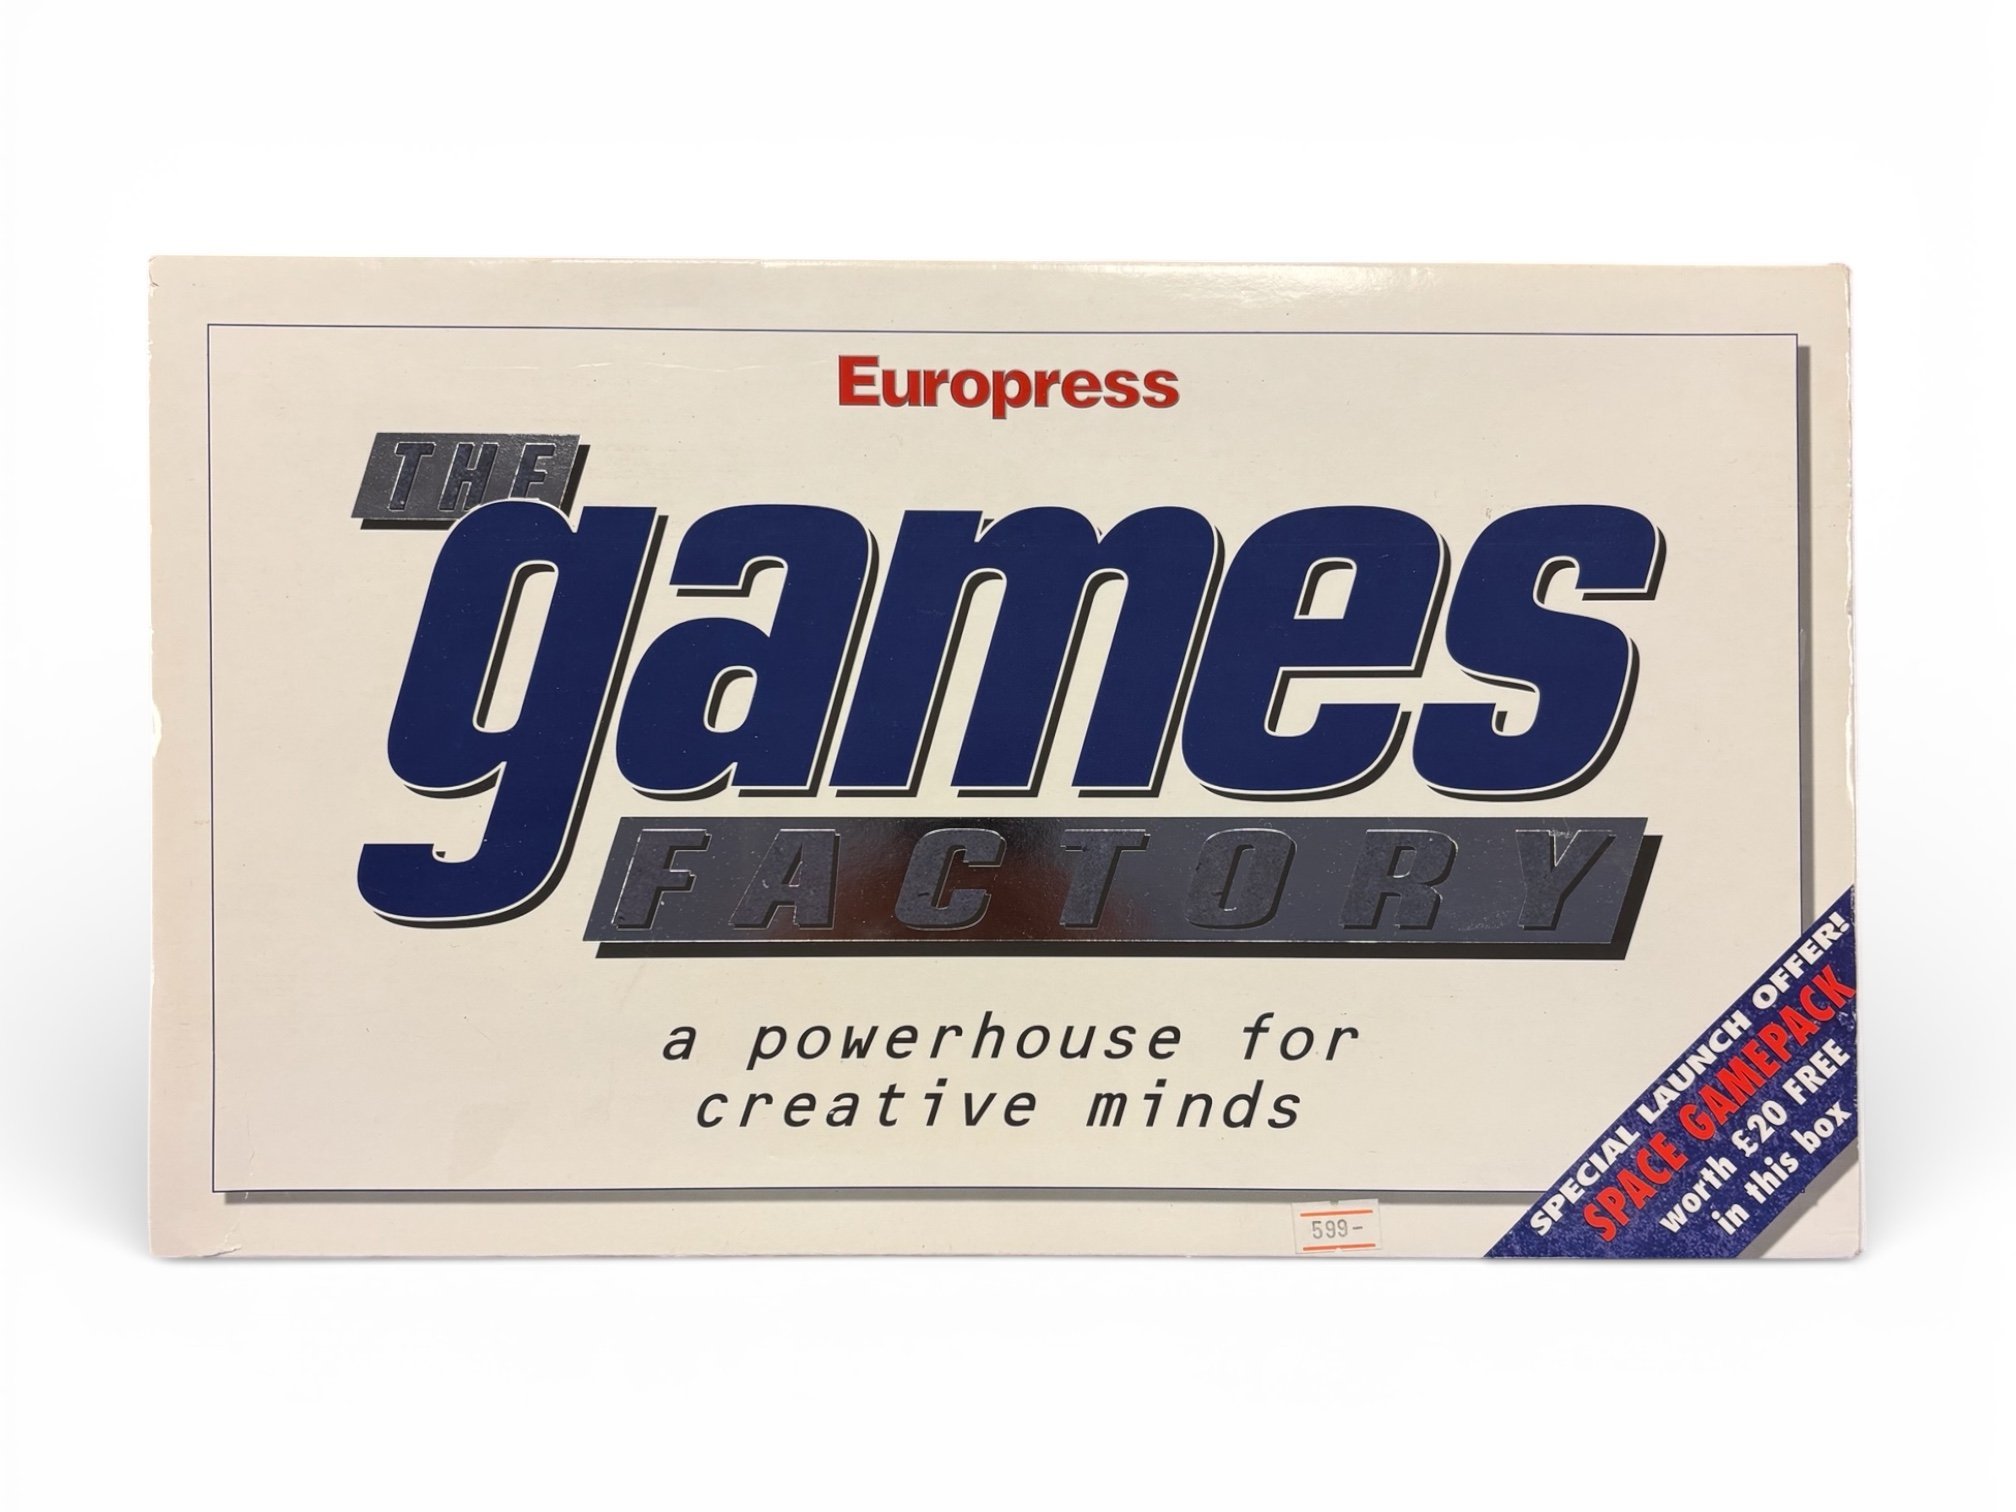 Europress
THE
games
FACTORY
a powerhouse for
creative minds
SPECIAL LAUNCH OFFER!
SPACE GAMEPACK
worth £20 FREE
in this box
599-